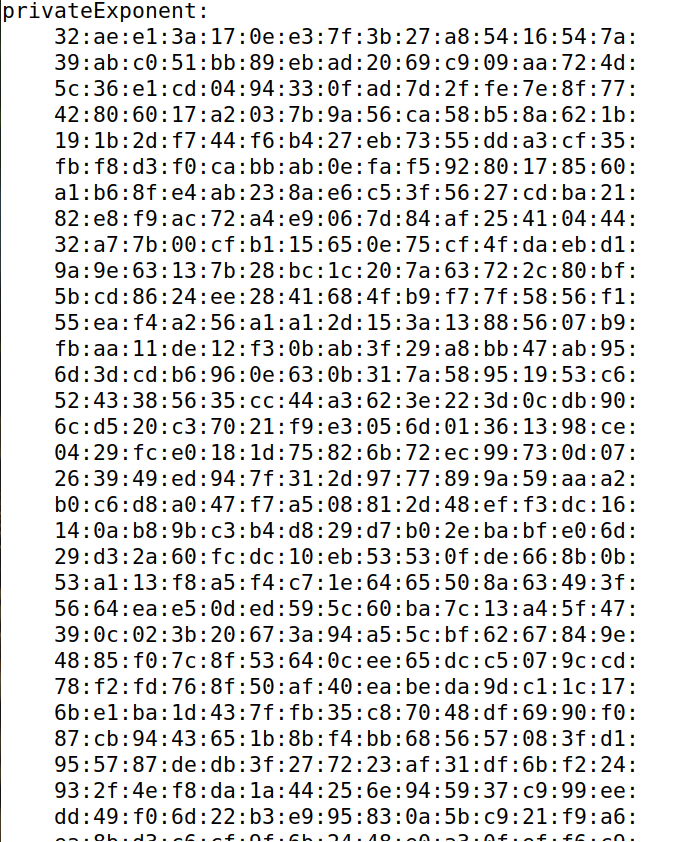 privateExponent:
32:ae:e1:3a:17:0e:e3:7f:3b:27:a8:54:16:54:7a:
39:ab:c0:51:bb:89:eb:ad:20:69:c9:09:aa:72:4d:
5c:36:e1:cd:04:94:33:0f:ad:7d:2f:fe:7e:8f:77:
42:80:60:17:a2:03:7b:9a:56:ca:58:b5:8a:62:1b:
19:1b:2d:f7:44:f6:b4:27:eb:73:55:dd:a3:cf:35:
fb:f8:d3:f0:ca:bb:ab:0e:fa:f5:92:80:17:85:60:
a1:b6:8f:e4:ab:23:8a:e6:c5:3f:56:27:cd:ba:21:
82:e8:f9:ac:72:a4:e9:06:7d:84:af:25:41:04:44:
32:a7:7b:00:cf:b1:15:65:0e:75:cf:4f:da:eb:d1:
9a:9e:63:13:7b:28:bc:1c:20:7a:63:72:2c:80:bf:
5b:cd:86:24:ee:28:41:68:4f:b9:f7:7f:58:56:f1:
55:ea:f4:a2:56:a1:a1:2d:15:3a:13:88:56:07:b9:
fb:aa:11:de:12:f3:0b:ab:3f:29:a8:bb:47:ab:95:
6d:3d:cd:b6:96:0e:63:0b:31:7a:58:95:19:53:c6:
52:43:38:56:35:cc:44:a3:62:3e:22:3d:0c:db:90:
6c:d5:20:c3:70:21:f9:e3:05:6d:01:36:13:98:ce:
04:29:fc:e0:18:1d:75:82:6b:72:ec:99:73:0d:07:
26:39:49:ed:94:7f:31:2d:97:77:89:9a:59:aa:a2:
b0:c6:d8:a0:47:f7:a5:08:81:2d:48:ef:f3:dc:16:
14:0a:b8:9b:c3:b4:d8:29:d7:b0:2e:ba:bf:e0:6d:
29:d3:2a:60:fc:dc:10:eb:53:53:0f:de:66:8b:0b:
53:a1:13:f8:a5:f4:c7:1e:64:65:50:8a:63:49:3f:
56:64:ea:e5:0d:ed:59:5c:60:ba:7c:13:a4:5f:47:
39:0c:02:3b:20:67:3a:94:a5:5c:bf:62:67:84:9e:
48:85:f0:7c:8f:53:64:0c:ee:65:dc:c5:07:9c:cd:
78:f2:fd:76:8f:50:af:40:ea:be:da:9d:c1:1c:17:
6b:e1:ba:1d:43:7f:fb:35:c8:70:48:df:69:90:f0:
87:cb:94:43:65:1b:8b:f4:bb:68:56:57:08:3f:d1:
95:57:87:de:db:3f:27:72:23:af:31:df:6b:f2:24:
93:2f:4e:f8:da:1a:44:25:6e:94:59:37:c9:99:ee:
dd:49:f0:6d:22:b3:e9:95:83:0a:5b:c9:21:f9:a6: